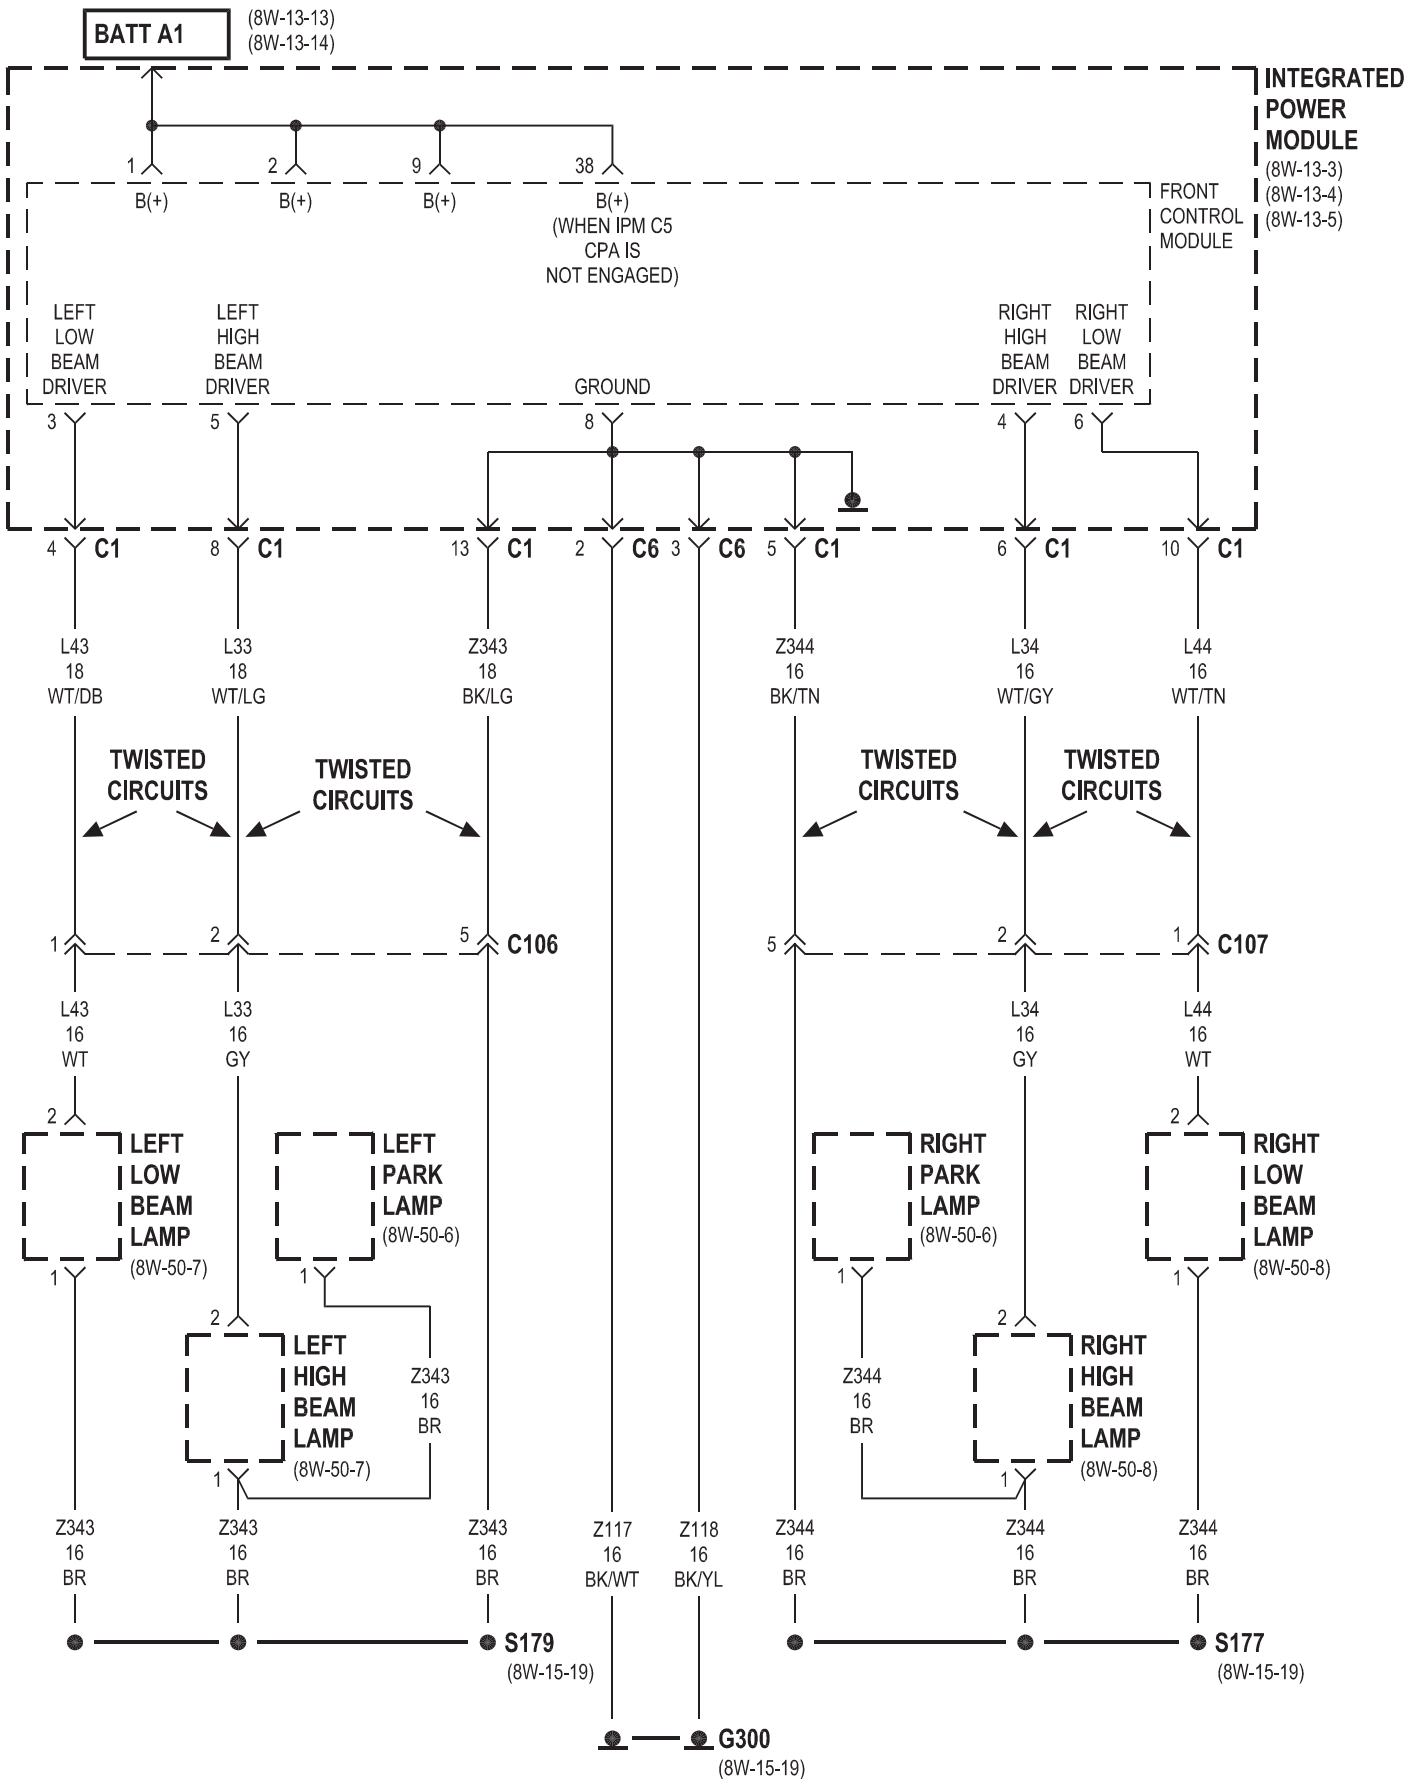 BATT A1
(8W-13-13)
(8W-13-14)
INTEGRATED
POWER
MODULE
(8W-13-3)
(8W-13-4)
(8W-13-5)
1
2
9
38
B(+)
B(+)
B(+)
B(+)
(WHEN IPM C5
CPA IS
NOT ENGAGED)
FRONT
CONTROL
MODULE
LEFT
LOW
BEAM
DRIVER
LEFT
HIGH
BEAM
DRIVER
GROUND
RIGHT
HIGH
BEAM
DRIVER
RIGHT
LOW
BEAM
DRIVER
3
5
8
4
6
4 C1
8 C1
13 C1
2 C6
3 C6
5 C1
6 C1
10 C1
L43
18
WT/DB
L33
18
WT/LG
Z343
18
BK/LG
Z344
16
BK/TN
L34
16
WT/GY
L44
16
WT/TN
TWISTED
CIRCUITS
TWISTED
CIRCUITS
TWISTED
CIRCUITS
TWISTED
CIRCUITS
1
2
5 C106
5
2
1 C107
L43
16
WT
L33
16
GY
L34
16
GY
L44
16
WT
2
LEFT
LOW
BEAM
LAMP
(8W-50-7)
1
LEFT
PARK
LAMP
(8W-50-6)
1
RIGHT
PARK
LAMP
(8W-50-6)
1
2
RIGHT
LOW
BEAM
LAMP
(8W-50-8)
1
2
LEFT
HIGH
BEAM
LAMP
(8W-50-7)
1
Z343
16
BR
Z344
16
BR
2
RIGHT
HIGH
BEAM
LAMP
(8W-50-8)
1
Z343
16
BR
Z343
16
BR
Z343
16
BR
Z117
16
BK/WT
Z118
16
BK/YL
Z344
16
BR
Z344
16
BR
Z344
16
BR
S179
(8W-15-19)
S177
(8W-15-19)
G300
(8W-15-19)